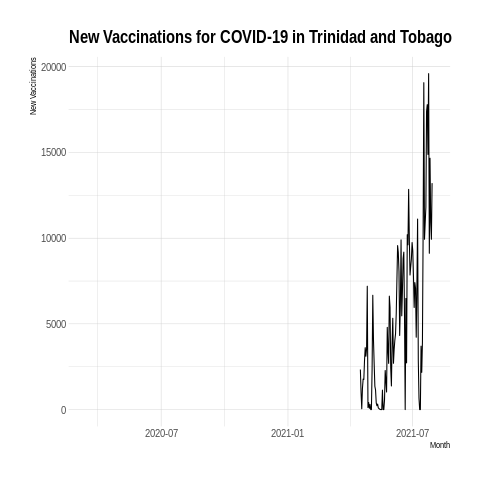 New Vaccinations for COVID-19 in Trinidad and Tobago
New Vaccinations
20000
15000
10000
5000
0
2020-07 2021-01 2021-07
Month